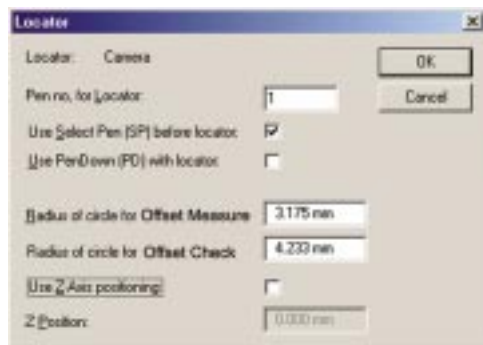 Locator
Locator: Camera
OK
Pen no. for Locator: 1
Cancel
Use Select Pen (SP) before locator:
Use PenDown (PD) with locator:
Radius of circle for Offset Measure 3.175 mm
Radius of circle for Offset Check 4.233 mm
Use Z Axis positioning
Z Position: 0.000 mm